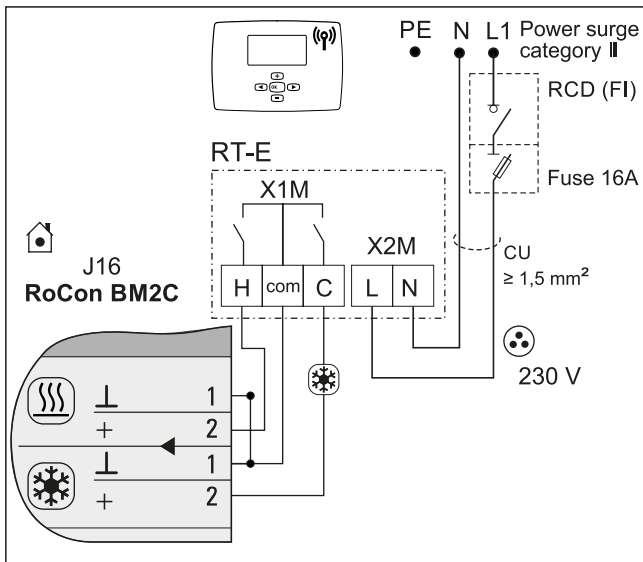 PE N L1 Power surge
category II
RCD (FI)
OK
RT-E
Fuse 16A
X1M
X2M
J16
RoCon BM2C
H com C L N
CU
≥ 1,5 mm²
230 V
⊥ 1
+ 2
⊥ 1
+ 2